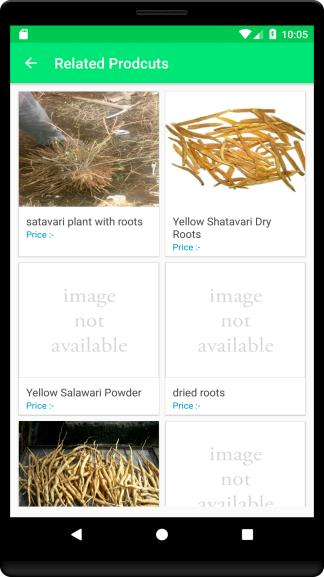 10:05
Related Prodcuts
satavari plant with roots
Price :-
Yellow Shatavari Dry
Roots
Price :-
image
not
available
image
not
available
Yellow Salawari Powder
Price :-
dried roots
Price :-
image
not
available